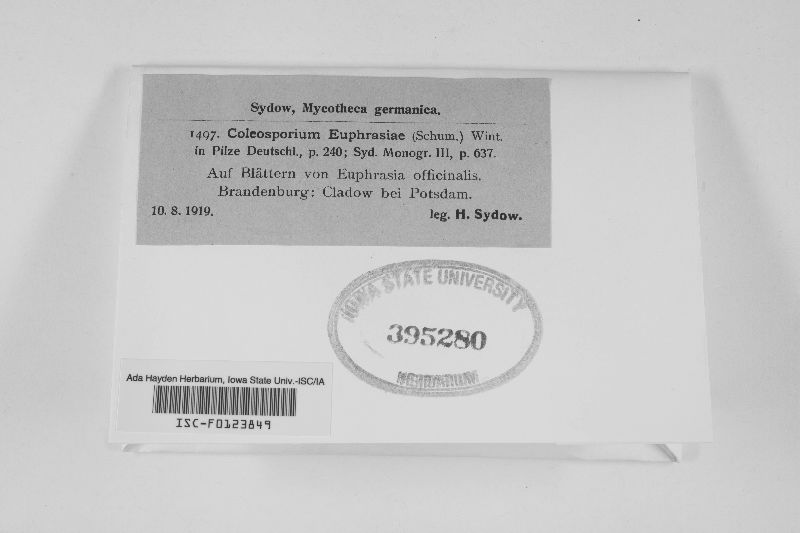 Sydow, Mycotheca germanica.
1497. Coleosporium Euphrasiae (Schum.) Wint.
in Pilze Deutschl., p. 240; Syd. Monogr. III, p. 637.
Auf Blättern von Euphrasia officinalis.
Brandenburg: Cladow bei Potsdam.
10. 8. 1919. leg. H. Sydow.
IOWA STATE UNIVERSITY
395280
HERBARIUM
Ada Hayden Herbarium, Iowa State Univ.-ISC/IA
ISC-F0123849